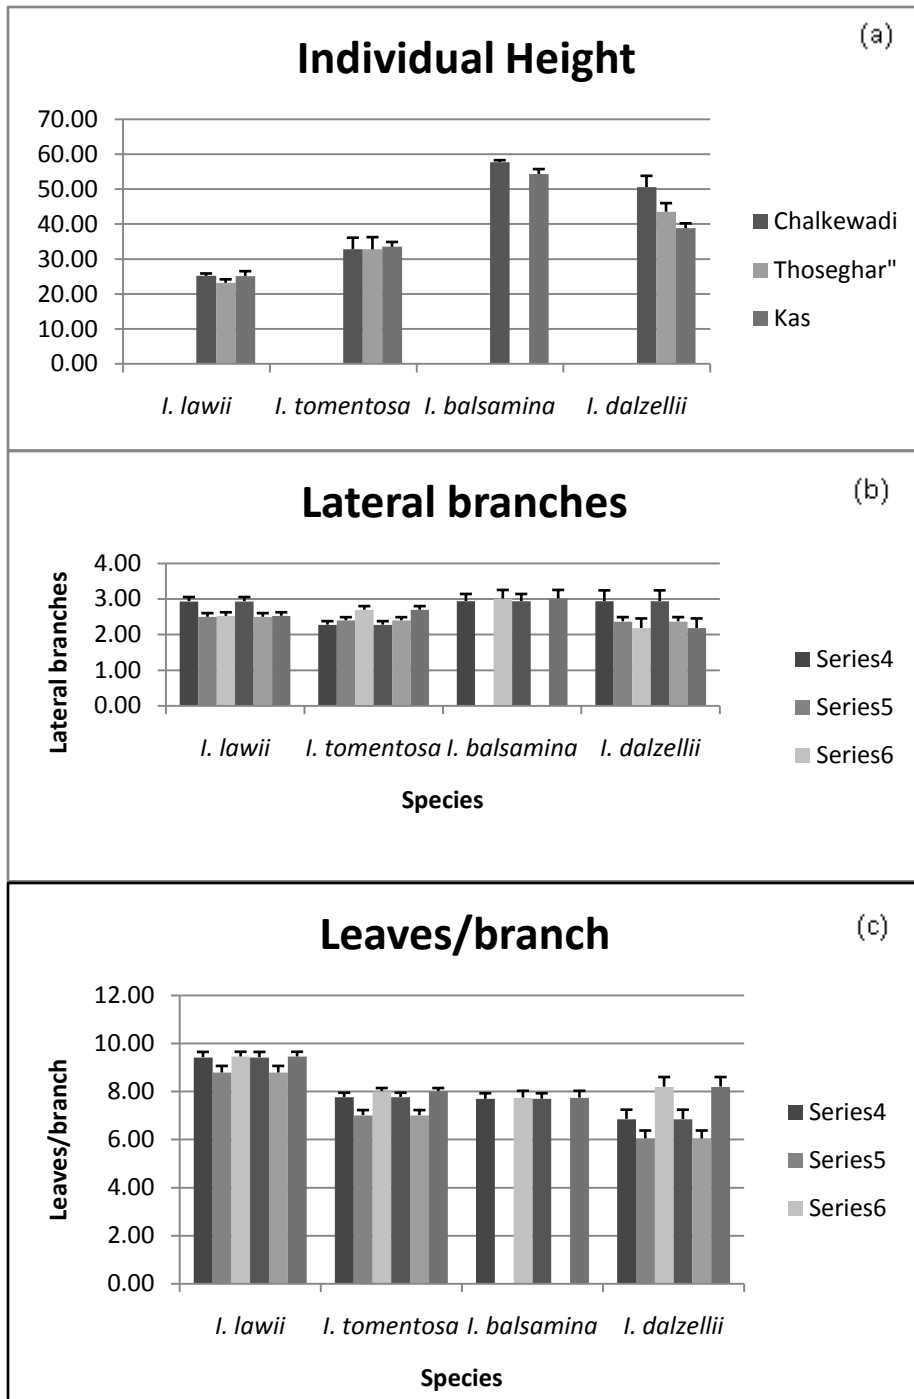 (a)
Individual Height
70.00
60.00
50.00
40.00
30.00
20.00
10.00
0.00
I. lawii I. tomentosa I. balsamina I. dalzellii
Chalkewadi
Thoseghar"
Kas
(b)
Lateral branches
Lateral branches
4.00
3.00
2.00
1.00
0.00
I. lawii I. tomentosa I. balsamina I. dalzellii
Species
Series4
Series5
Series6
(c)
Leaves/branch
Leaves/branch
12.00
10.00
8.00
6.00
4.00
2.00
0.00
I. lawii I. tomentosa I. balsamina I. dalzellii
Species
Series4
Series5
Series6